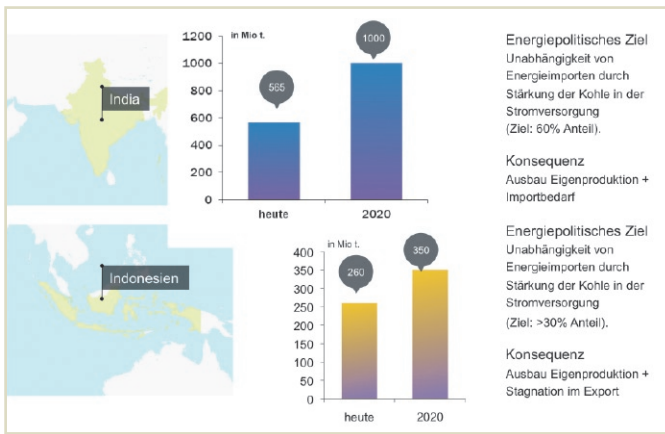 India
in Mio t.
1200
1000
800
600
400
200
0
565
1000
heute
2020
Energiepolitisches Ziel
Unabhängigkeit von
Energieimporten durch
Stärkung der Kohle in der
Stromversorgung
(Ziel: 60% Anteil).
Konsequenz
Ausbau Eigenproduktion +
Importbedarf
Indonesien
in Mio t.
400
350
300
250
200
150
100
50
0
260
350
heute
2020
Energiepolitisches Ziel
Unabhängigkeit von
Energieimporten durch
Stärkung der Kohle in der
Stromversorgung
(Ziel: >30% Anteil).
Konsequenz
Ausbau Eigenproduktion +
Stagnation im Export